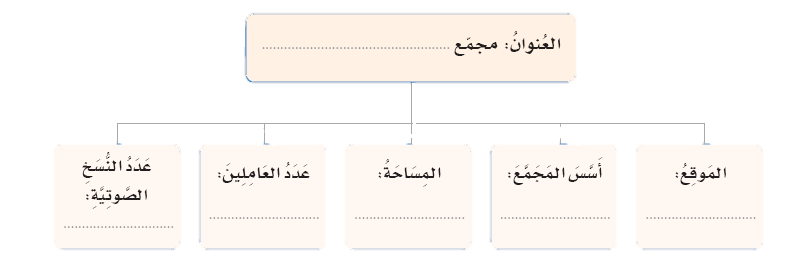 العُنوانُ: مجمّع ......................................................
المَوقِعُ:
................................
أَسَّسَ المَجَمَّعَ:
................................
المِسَاحَةُ:
................................
عَدَدُ العَامِلِينَ:
................................
عَدَدُ النُّسَخِ
الصَّوتِيَّةِ:
................................